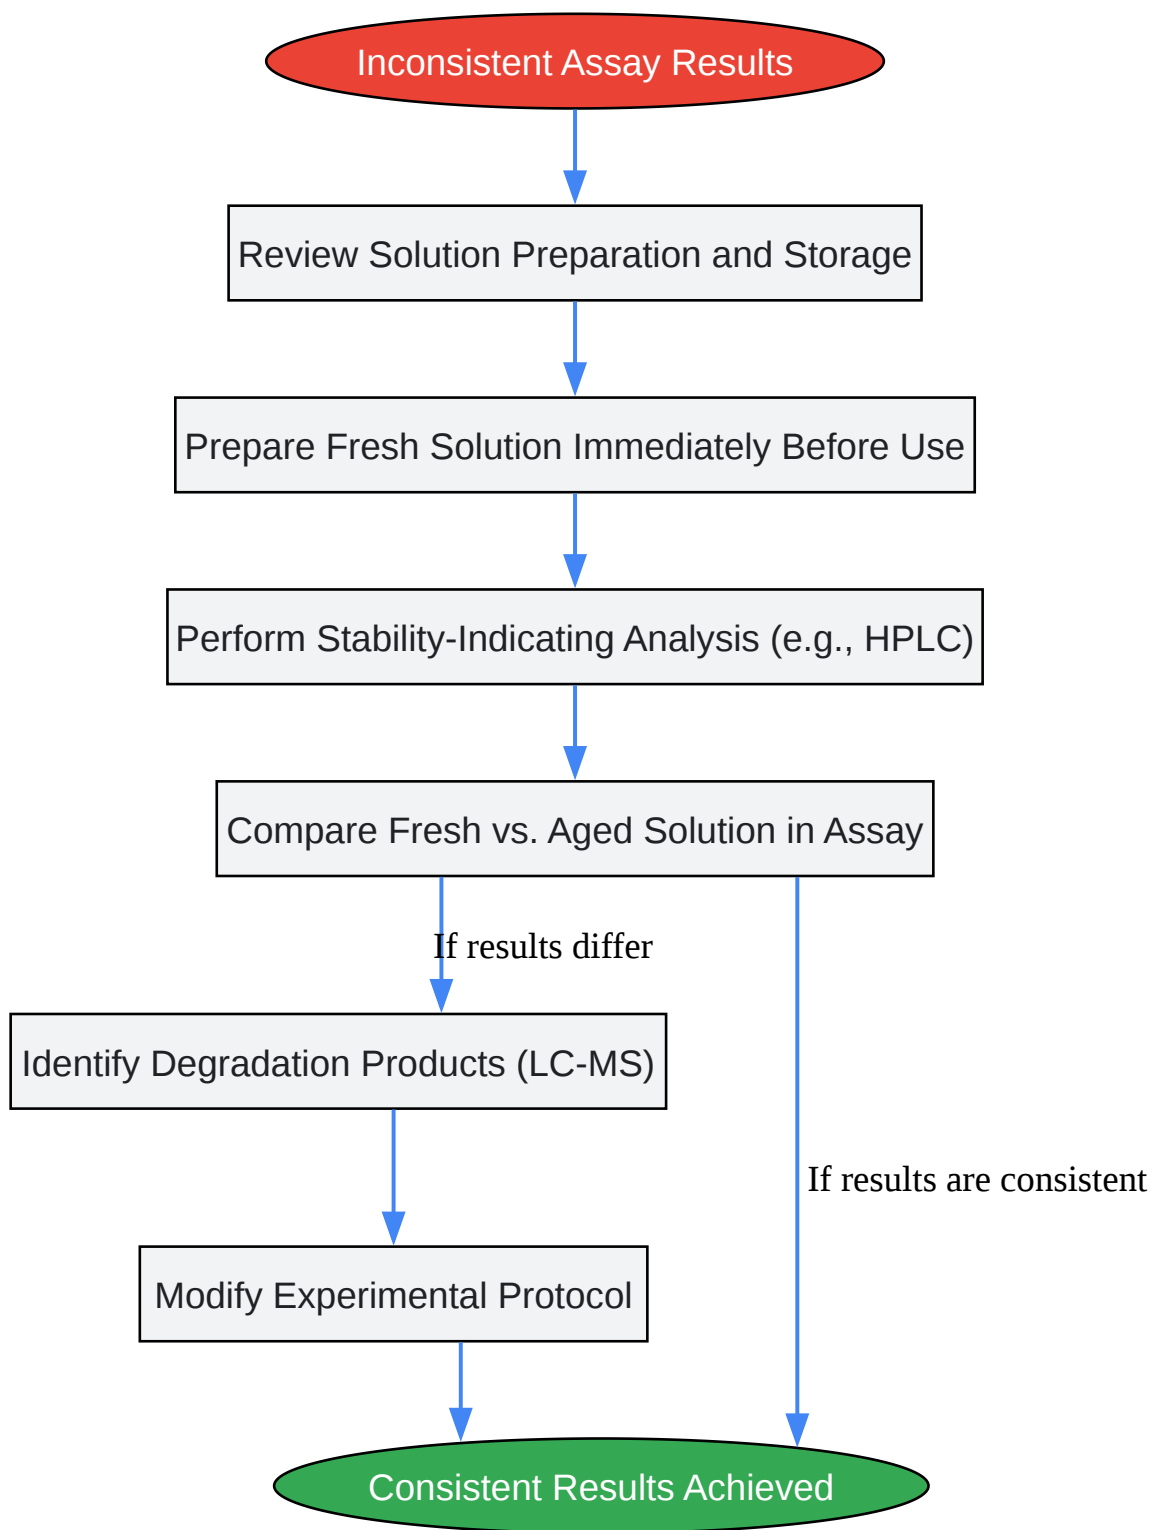 Inconsistent Assay Results
Review Solution Preparation and Storage
Prepare Fresh Solution Immediately Before Use
Perform Stability-Indicating Analysis (e.g., HPLC)
Compare Fresh vs. Aged Solution in Assay
If results differ
Identify Degradation Products (LC-MS)
If results are consistent
Modify Experimental Protocol
Consistent Results Achieved